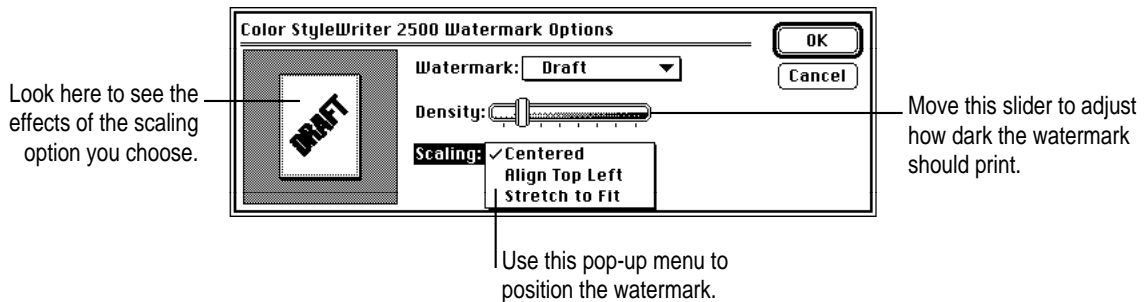 Color StyleWriter 2500 Watermark Options
OK
Cancel
Watermark: Draft
Density:
Scaling: ✓Centered
Align Top Left
Stretch to Fit
DRAFT
Look here to see the
effects of the scaling
option you choose.
Move this slider to adjust
how dark the watermark
should print.
Use this pop-up menu to
position the watermark.